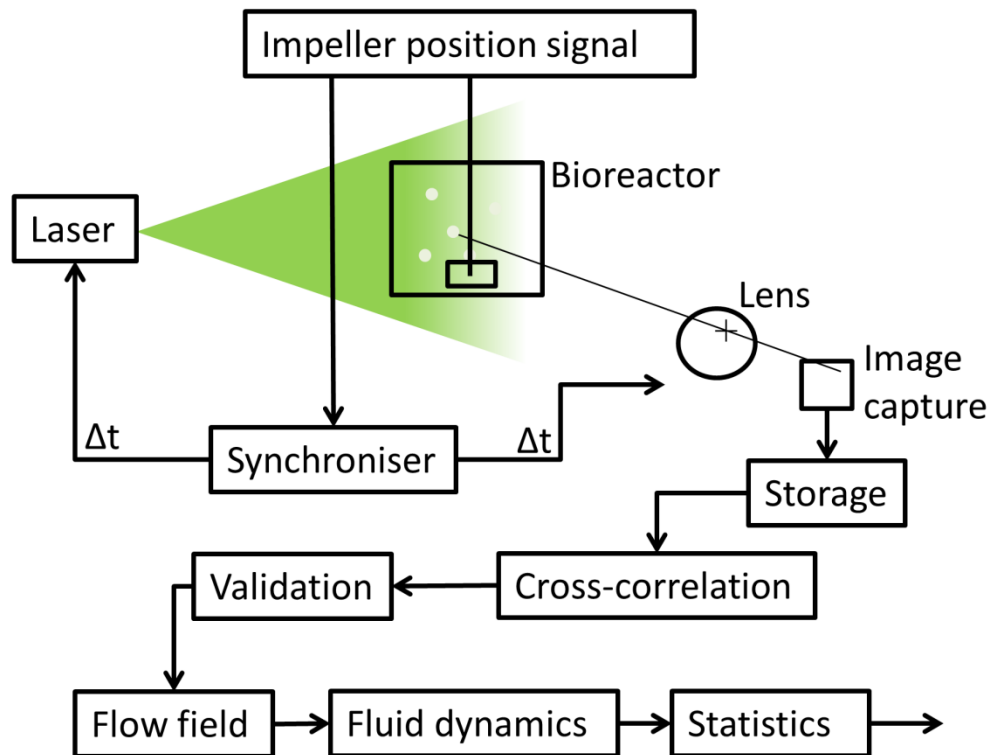 Impeller position signal
Bioreactor
Laser
Lens
Image
capture
Δt
Synchroniser
Δt
Storage
Validation
Cross-correlation
Flow field
Fluid dynamics
Statistics